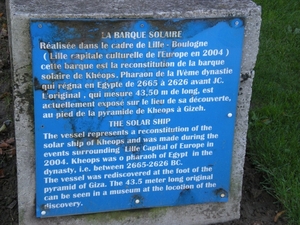 LA BARQUE SOLAIRE
Réalisée dans le cadre de Lille - Boulogne
( Lille capitale culturelle de l'Europe en 2004 )
cette barque est la reconstitution de la barque
solaire de Khéops, Pharaon de la IVème dynastie
qui régna en Egypte de 2665 à 2626 avant JC.
L'original , qui mesure 43,50 m de long, est
actuellement exposé sur le lieu de sa découverte,
au pied de la pyramide de Khéops à Gizeh.
THE SOLAR SHIP
The vessel represents a reconstitution of the
solar ship of Kheops and was made during the
events surrounding Lille Capital of Europe in
2004. Kheops was a pharaoh of Egypt in the
dynasty, i.e. between 2665-2626 BC.
The vessel was rediscovered at the foot of the
pyramid of Giza. The 43.5 meter long original
can be seen in a museum at the location of the
discovery.